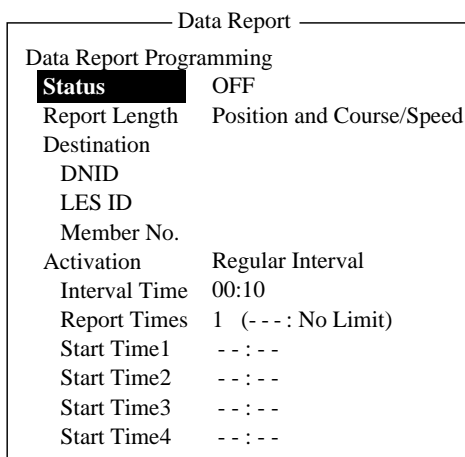 Data Report
Data Report Programming
Status OFF
Report Length Position and Course/Speed
Destination
DNID
LES ID
Member No.
Activation Regular Interval
Interval Time 00:10
Report Times 1 (- - - : No Limit)
Start Time1 - - : - -
Start Time2 - - : - -
Start Time3 - - : - -
Start Time4 - - : - -